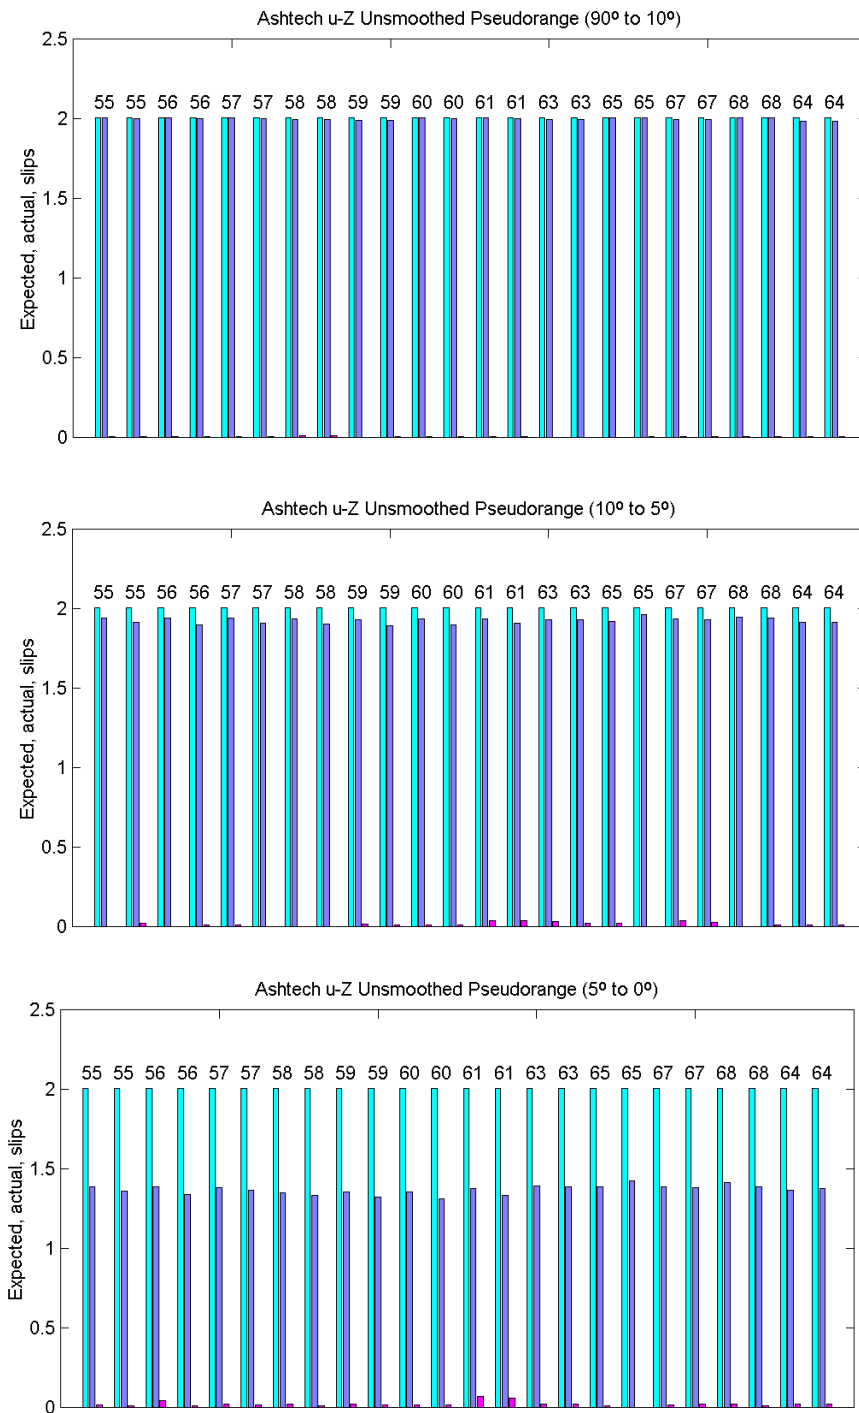 Ashtech u-Z Unsmoothed Pseudorange (90º to 10º)
2.5
55 55 56 56 57 57 58 58 59 59 60 60 61 61 63 63 65 65 67 67 68 68 64 64
2
1.5
Expected, actual, slips
1
0.5
0
Ashtech u-Z Unsmoothed Pseudorange (10º to 5º)
2.5
55 55 56 56 57 57 58 58 59 59 60 60 61 61 63 63 65 65 67 67 68 68 64 64
2
1.5
Expected, actual, slips
1
0.5
0
Ashtech u-Z Unsmoothed Pseudorange (5º to 0º)
2.5
55 55 56 56 57 57 58 58 59 59 60 60 61 61 63 63 65 65 67 67 68 68 64 64
2
1.5
Expected, actual, slips
1
0.5
0